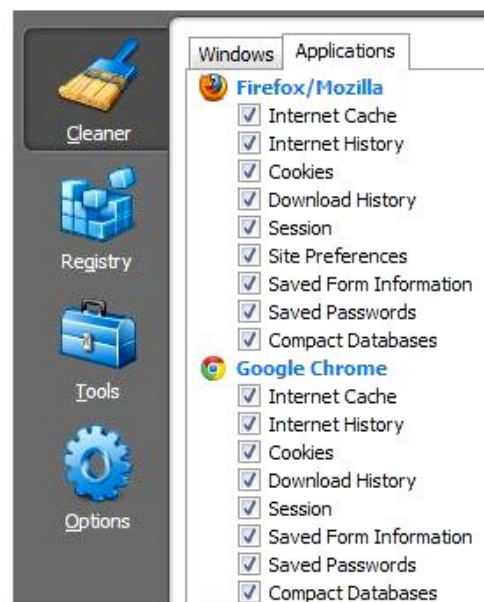 Cleaner
Registry
Tools
Options
Windows Applications
Firefox/Mozilla
Internet Cache
Internet History
Cookies
Download History
Session
Site Preferences
Saved Form Information
Saved Passwords
Compact Databases
Google Chrome
Internet Cache
Internet History
Cookies
Download History
Session
Saved Form Information
Saved Passwords
Compact Databases